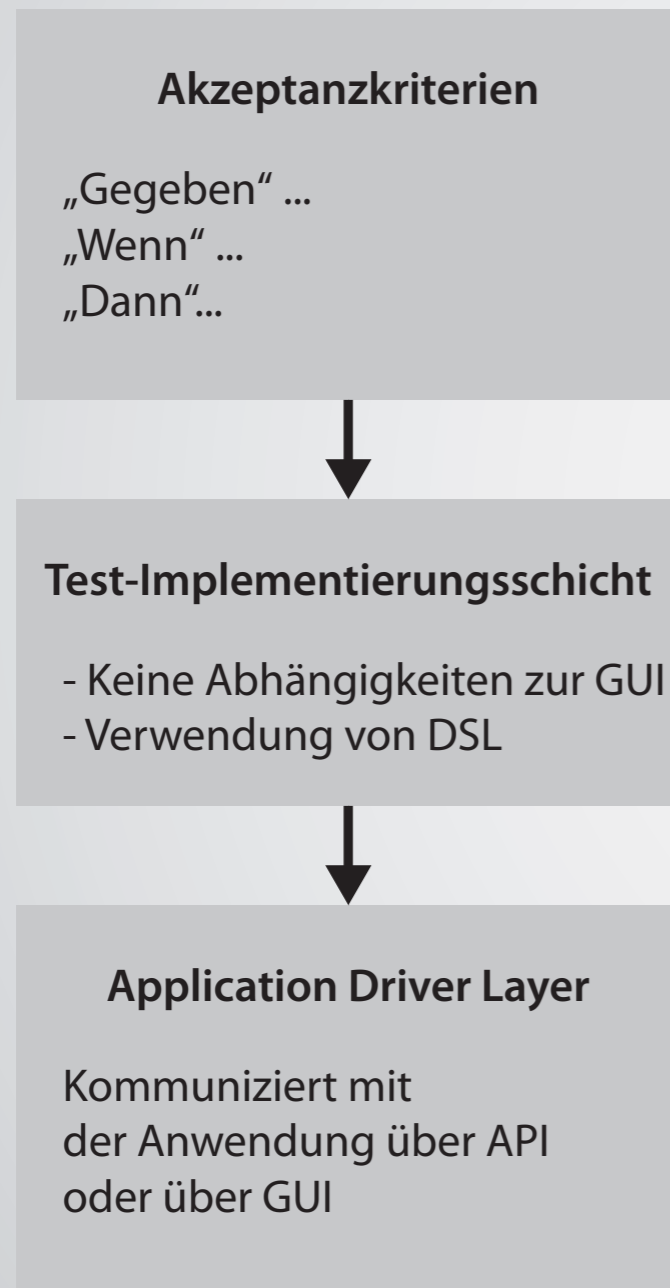 Akzeptanzkriterien
„Gegeben“ ...
„Wenn“ ...
„Dann“...
Test-Implementierungsschicht
- Keine Abhängigkeiten zur GUI
- Verwendung von DSL
Application Driver Layer
Kommuniziert mit
der Anwendung über API
oder über GUI